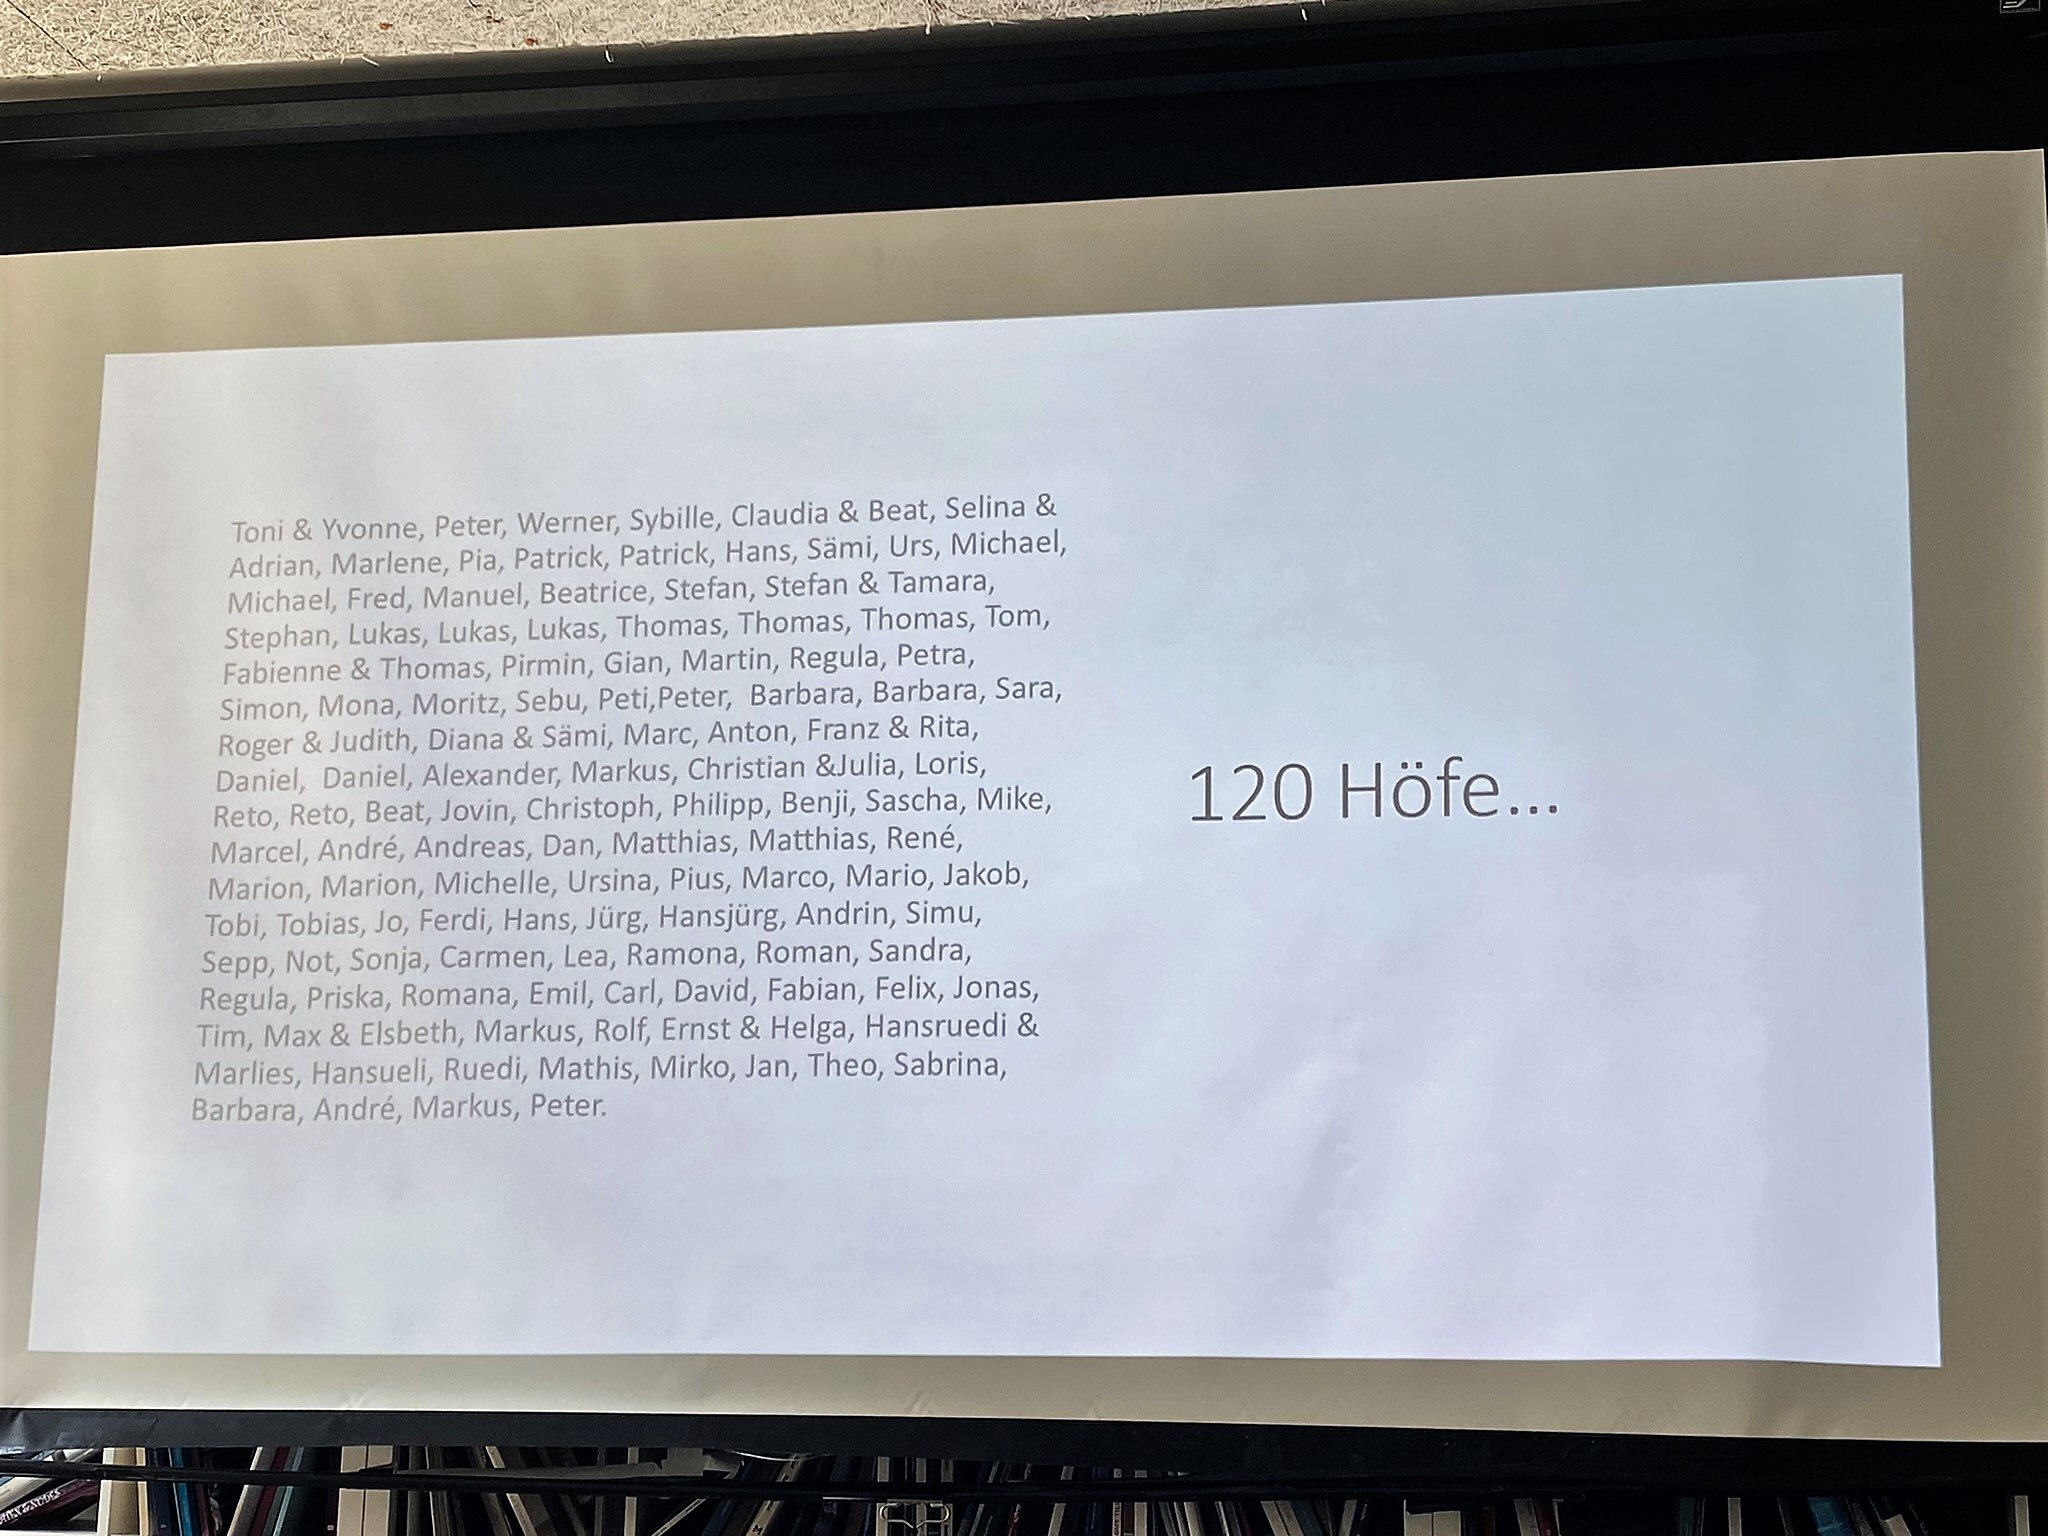 Toni & Yvonne, Peter, Werner, Sybille, Claudia & Beat, Selina &
Adrian, Marlene, Pia, Patrick, Patrick, Hans, Sämi, Urs, Michael,
Michael, Fred, Manuel, Beatrice, Stefan, Stefan & Tamara,
Stephan, Lukas, Lukas, Lukas, Thomas, Thomas, Thomas, Tom,
Fabienne & Thomas, Pirmin, Gian, Martin, Regula, Petra,
Simon, Mona, Moritz, Sebu, Peti,Peter,  Barbara, Barbara, Sara,
Roger & Judith, Diana & Sämi, Marc, Anton, Franz & Rita,
Daniel,  Daniel, Alexander, Markus, Christian &Julia, Loris,
Reto, Reto, Beat, Jovin, Christoph, Philipp, Benji, Sascha, Mike,
Marcel, André, Andreas, Dan, Matthias, Matthias, René,
Marion, Marion, Michelle, Ursina, Pius, Marco, Mario, Jakob,
Tobi, Tobias, Jo, Ferdi, Hans, Jürg, Hansjürg, Andrin, Simu,
Sepp, Not, Sonja, Carmen, Lea, Ramona, Roman, Sandra,
Regula, Priska, Romana, Emil, Carl, David, Fabian, Felix, Jonas,
Tim, Max & Elsbeth, Markus, Rolf, Ernst & Helga, Hansruedi &
Marlies, Hansueli, Ruedi, Mathis, Mirko, Jan, Theo, Sabrina,
Barbara, André, Markus, Peter.
120 Höfe...